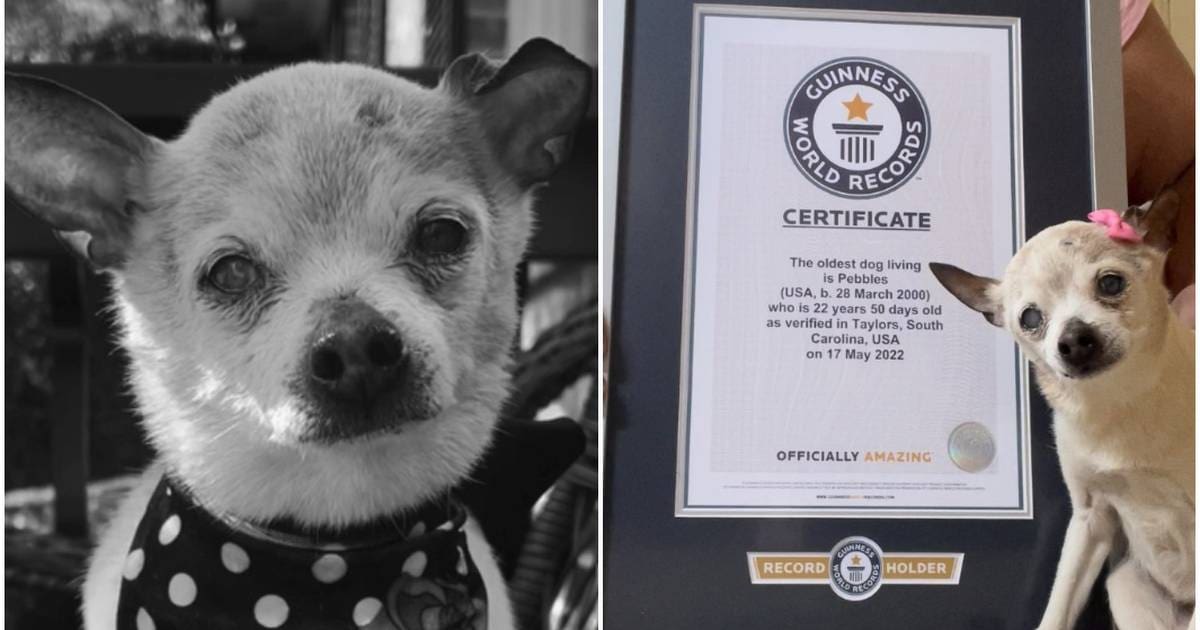 GUINNESS
WORLD RECORDS
CERTIFICATE
The oldest dog living
is Pebbles
(USA, b. 28 March 2000)
who is 22 years 50 days old
as verified in Taylors, South
Carolina, USA
on 17 May 2022
OFFICIALLY AMAZING
RECORD
GUINNESS
WORLD RECORDS
HOLDER